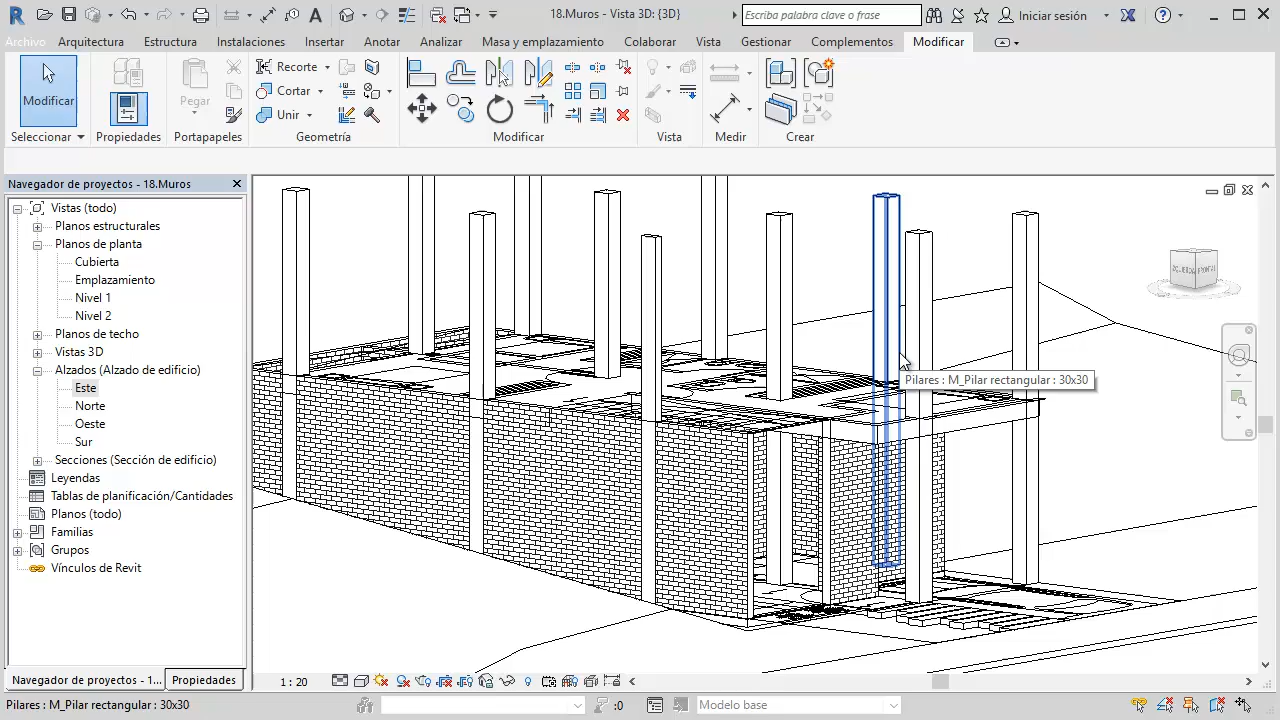 18.Muros - Vista 3D: {3D}
Escriba palabra clave o frase
Iniciar sesión
Archivo
Arquitectura
Estructura
Instalaciones
Insertar
Anotar
Analizar
Masa y emplazamiento
Colaborar
Vista
Gestionar
Complementos
Modificar
Modificar
Pegar
Recorte
Cortar
Unir
Seleccionar
Propiedades
Portapapeles
Geometría
Modificar
Vista
Medir
Crear
Navegador de proyectos - 18.Muros
Vistas (todo)
Planos estructurales
Planos de planta
Cubierta
Emplazamiento
Nivel 1
Nivel 2
Planos de techo
Vistas 3D
Alzados (Alzado de edificio)
Este
Norte
Oeste
Sur
Secciones (Sección de edificio)
Leyendas
Tablas de planificación/Cantidades
Planos (todo)
Familias
Grupos
Vínculos de Revit
FRONTAL
Pilares : M_Pilar rectangular : 30x30
Navegador de proyectos - 1...
Propiedades
1 : 20
Pilares : M_Pilar rectangular : 30x30
:0
Modelo base